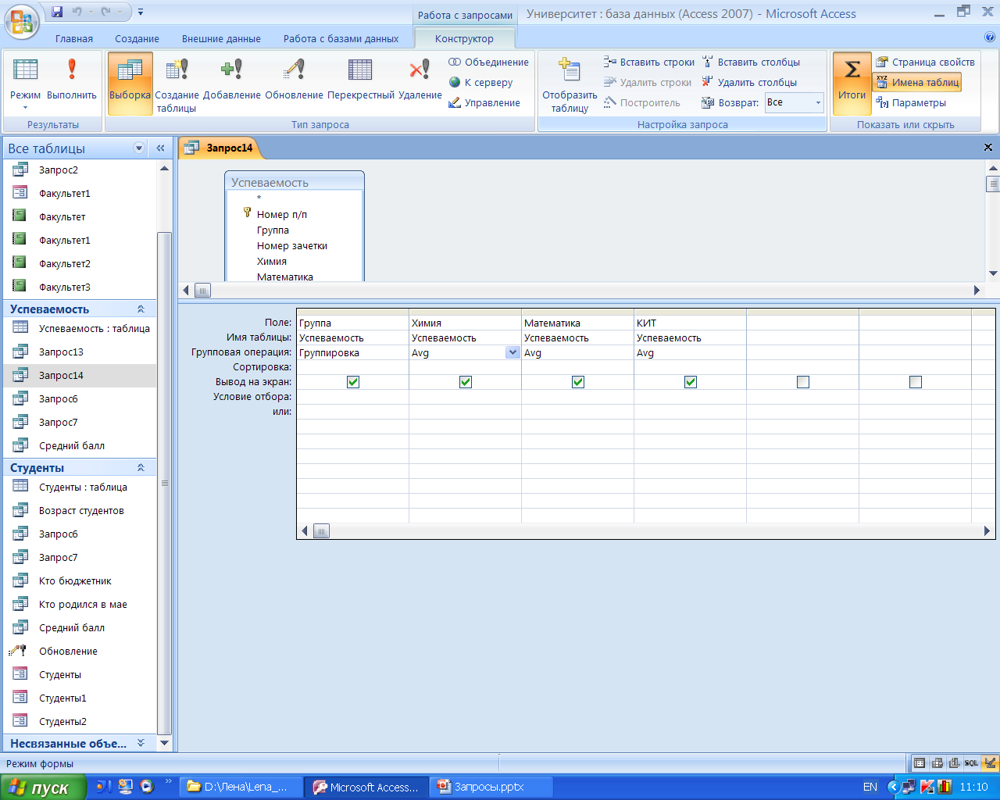 Работа с запросами
Университет : база данных (Access 2007) - Microsoft Access
Главная
Создание
Внешние данные
Работа с базами данных
Конструктор
Режим
Выполнить
Результаты
Выборка
Создание таблицы
Добавление
Обновление
Перекрестный
Удаление
Объединение
К серверу
Управление
Тип запроса
Отобразить таблицу
Вставить строки
Удалить строки
Построитель
Вставить столбцы
Удалить столбцы
Возврат: Все
Настройка запроса
Σ
Итоги
Страница свойств
XYZ Имена таблиц
Параметры
Показать или скрыть
Все таблицы
Запрос2
Факультет1
Факультет
Факультет1
Факультет2
Факультет3
Успеваемость
Успеваемость : таблица
Запрос13
Запрос14
Запрос6
Запрос7
Средний балл
Студенты
Студенты : таблица
Возраст студентов
Запрос6
Запрос7
Кто бюджетник
Кто родился в мае
Средний балл
Обновление
Студенты
Студенты1
Студенты2
Несвязанные объе...
Запрос14
Успеваемость
*
Номер п/п
Группа
Номер зачетки
Химия
Математика
Поле: Группа Химия Математика КИТ
Имя таблицы: Успеваемость Успеваемость Успеваемость Успеваемость
Групповая операция: Группировка Avg Avg Avg
Сортировка:
Вывод на экран:
Условие отбора:
или:
Режим формы
SQL
пуск
D:\Лена\Lena_...
Microsoft Access...
Запросы.pptx
EN
11:10